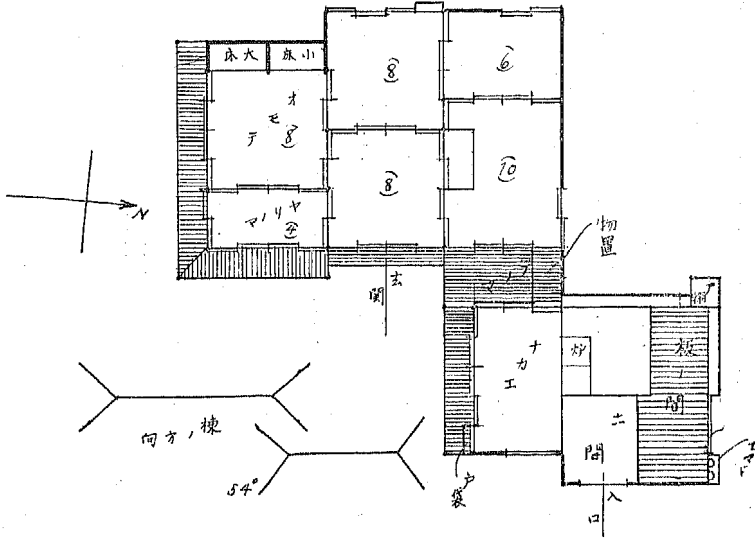 大床
小床
⑧
⑥
オモテ
⑧
⑧
⑩
ヤリノマ
④
N
物置
玄関
ナカエ
炉
板ノ間
土間
戸袋
入口
棟ノ方向
54°